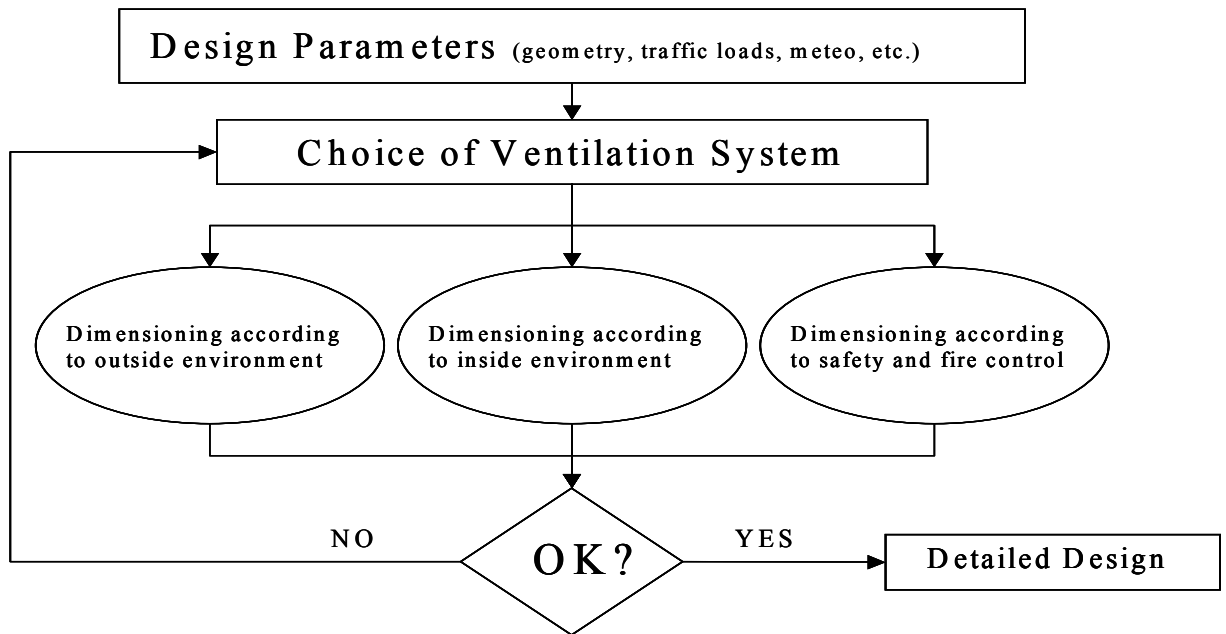 Design Parameters (geometry, traffic loads, meteo, etc.)
Choice of Ventilation System
Dimensioning according
to outside environment
Dimensioning according
to inside environment
Dimensioning according
to safety and fire control
NO
OK?
YES
Detailed Design